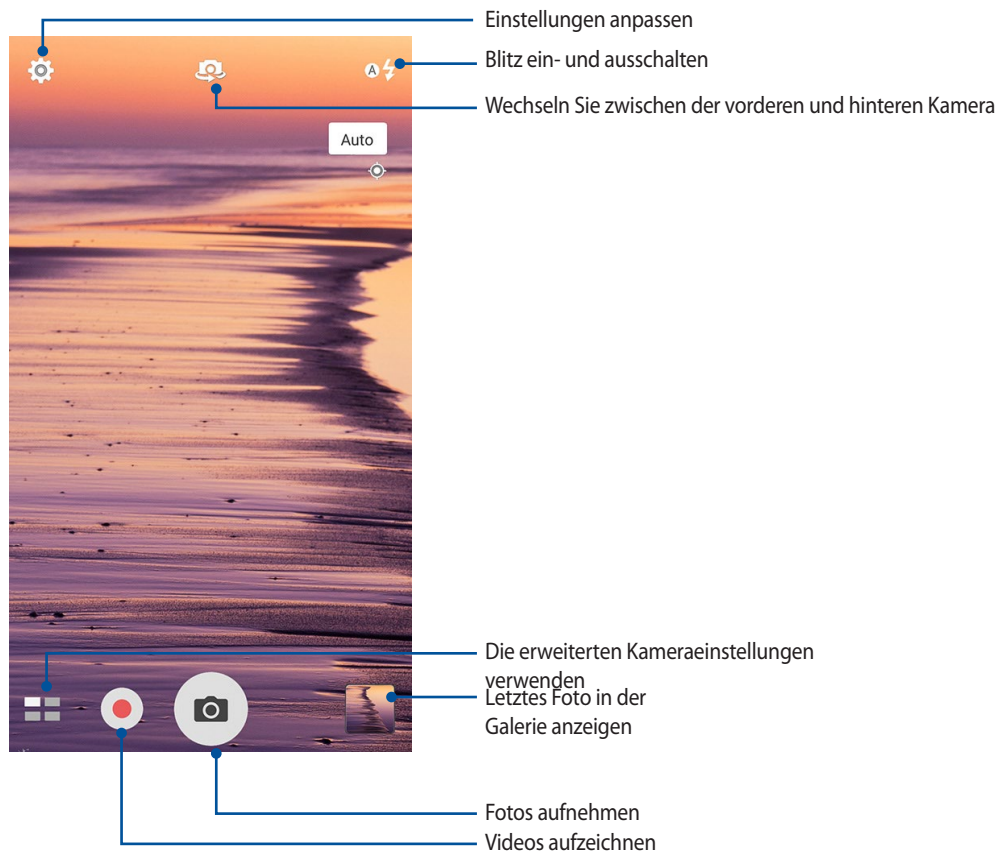 Einstellungen anpassen
Blitz ein- und ausschalten
A
Wechseln Sie zwischen der vorderen und hinteren Kamera
Auto
Die erweiterten Kameraeinstellungen
verwenden
Letztes Foto in der
Galerie anzeigen
Fotos aufnehmen
Videos aufzeichnen